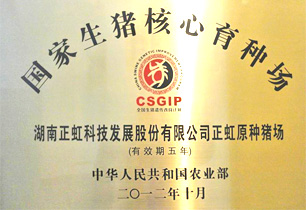 国家生猪核心育种场
CSGIP
湖南正虹科技发展股份有限公司正虹原种猪场
(有效期五年)
中华人民共和国农业部
二〇一二年十月